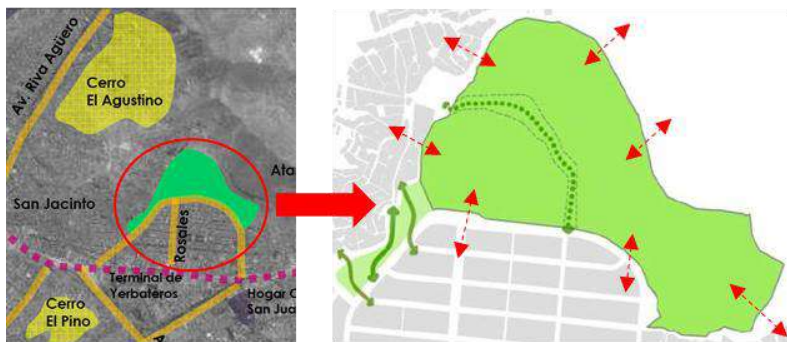 Av. Riva Agüero
Cerro
El Agustino
Ata
San Jacinto
Rosales
Terminal de
Yerbateros
Hogar C
San Jua
Cerro
El Pino
A